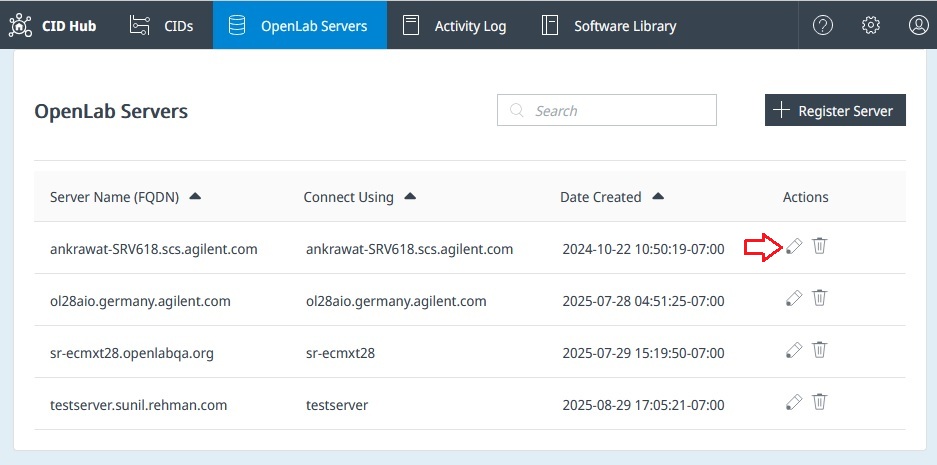 CID Hub CIDs OpenLab Servers Activity Log Software Library
OpenLab Servers Search Register Server
Server Name (FQDN) Connect Using Date Created Actions
ankrawat-SRV618.scs.agilent.com ankrawat-SRV618.scs.agilent.com 2024-10-22 10:50:19-07:00
ol28aio.germany.agilent.com ol28aio.germany.agilent.com 2025-07-28 04:51:25-07:00
sr-ecmxt28.openlabqa.org sr-ecmxt28 2025-07-29 15:19:50-07:00
testserver.sunil.rehman.com testserver 2025-08-29 17:05:21-07:00